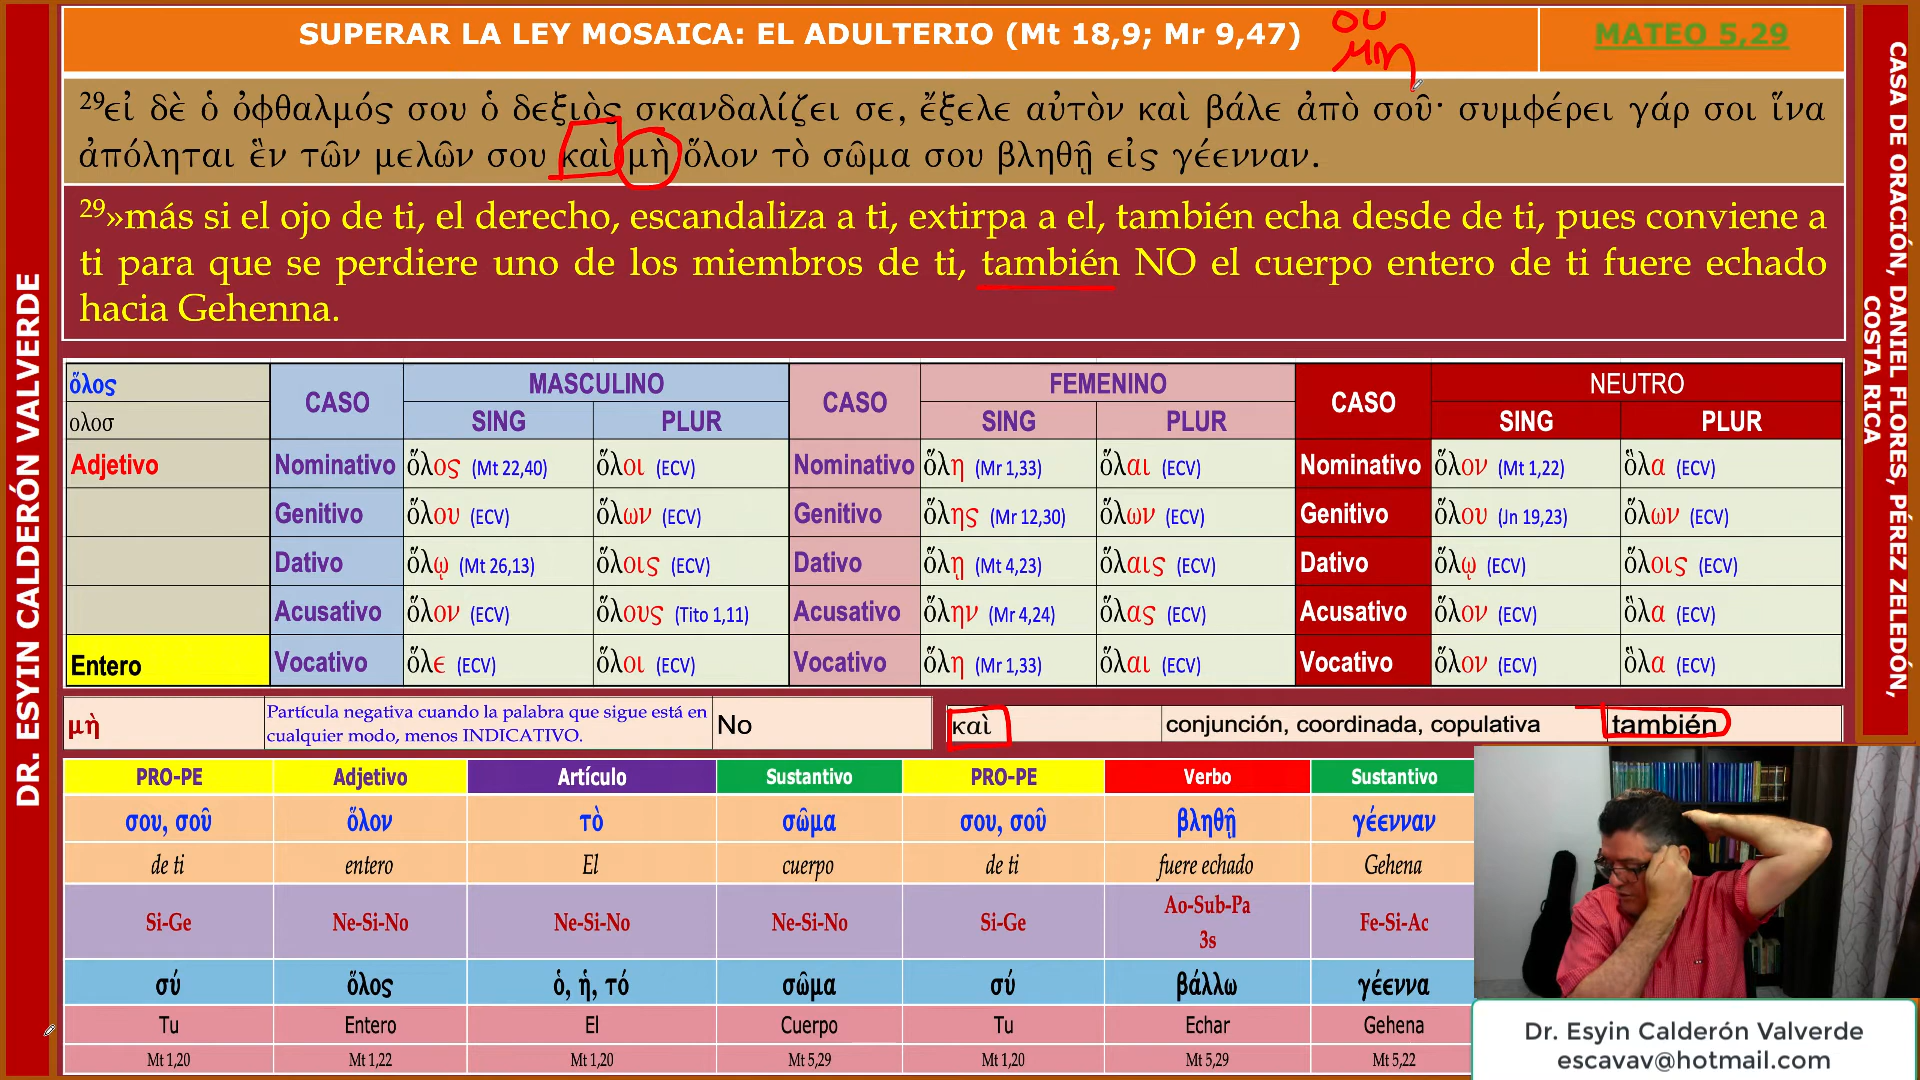 SUPERAR LA LEY MOSAICA: EL ADULTERIO (Mt 18,9; Mr 9,47)
ου
μη
MATEO 5,29
²⁹εἰ δὲ ὁ ὀφθαλμός σου ὁ δεξιὸς σκανδαλίζει σε, ἔξελε αὐτὸν καὶ βάλε ἀπὸ σοῦ· συμφέρει γάρ σοι ἵνα
ἀπόληται ἓν τῶν μελῶν σου καὶ μὴ ὅλον τὸ σῶμα σου βληθῇ εἰς γέενναν.
²⁹»más si el ojo de ti, el derecho, escandaliza a ti, extirpa a el, también echa desde de ti, pues conviene a
ti para que se perdiere uno de los miembros de ti, también NO el cuerpo entero de ti fuere echado
hacia Gehenna.
DR. ESYIN CALDERÓN VALVERDE
CASA DE ORACIÓN, DANIEL FLORES, PÉREZ ZELEDÓN,
COSTA RICA
ὅλος CASO MASCULINO CASO FEMENINO CASO NEUTRO
ολοσ SING PLUR SING PLUR SING PLUR
Adjetivo Nominativo ὅλος (Mt 22,40) ὅλοι (ECV) Nominativo ὅλη (Mr 1,33) ὅλαι (ECV) Nominativo ὅλον (Mt 1,22) ὅλα (ECV)
Genitivo ὅλου (ECV) ὅλων (ECV) Genitivo ὅλης (Mr 12,30) ὅλων (ECV) Genitivo ὅλου (Jn 19,23) ὅλων (ECV)
Dativo ὅλῳ (Mt 26,13) ὅλοις (ECV) Dativo ὅλῃ (Mt 4,23) ὅλαις (ECV) Dativo ὅλῳ (ECV) ὅλοις (ECV)
Acusativo ὅλον (ECV) ὅλους (Tito 1,11) Acusativo ὅλην (Mr 4,24) ὅλας (ECV) Acusativo ὅλον (ECV) ὅλα (ECV)
Entero Vocativo ὅλε (ECV) ὅλοι (ECV) Vocativo ὅλη (Mr 1,33) ὅλαι (ECV) Vocativo ὅλον (ECV) ὅλα (ECV)
μὴ Partícula negativa cuando la palabra que sigue está en
cualquier modo, menos INDICATIVO. No
καὶ conjunción, coordinada, copulativa también
PRO-PE Adjetivo Artículo Sustantivo PRO-PE Verbo Sustantivo
σου, σοῦ ὅλον τὸ σῶμα σου, σοῦ βληθῇ γέενναν
de ti entero El cuerpo de ti fuere echado Gehena
Si-Ge Ne-Si-No Ne-Si-No Ne-Si-No Si-Ge Ao-Sub-Pa 3s Fe-Si-Ac
σύ ὅλος ὁ, ἡ, τό σῶμα σύ βάλλω γέεννα
Tu Entero El Cuerpo Tu Echar Gehena
Mt 1,20 Mt 1,22 Mt 1,20 Mt 5,29 Mt 1,20 Mt 5,29 Mt 5,22
Dr. Esyin Calderón Valverde
escavav@hotmail.com